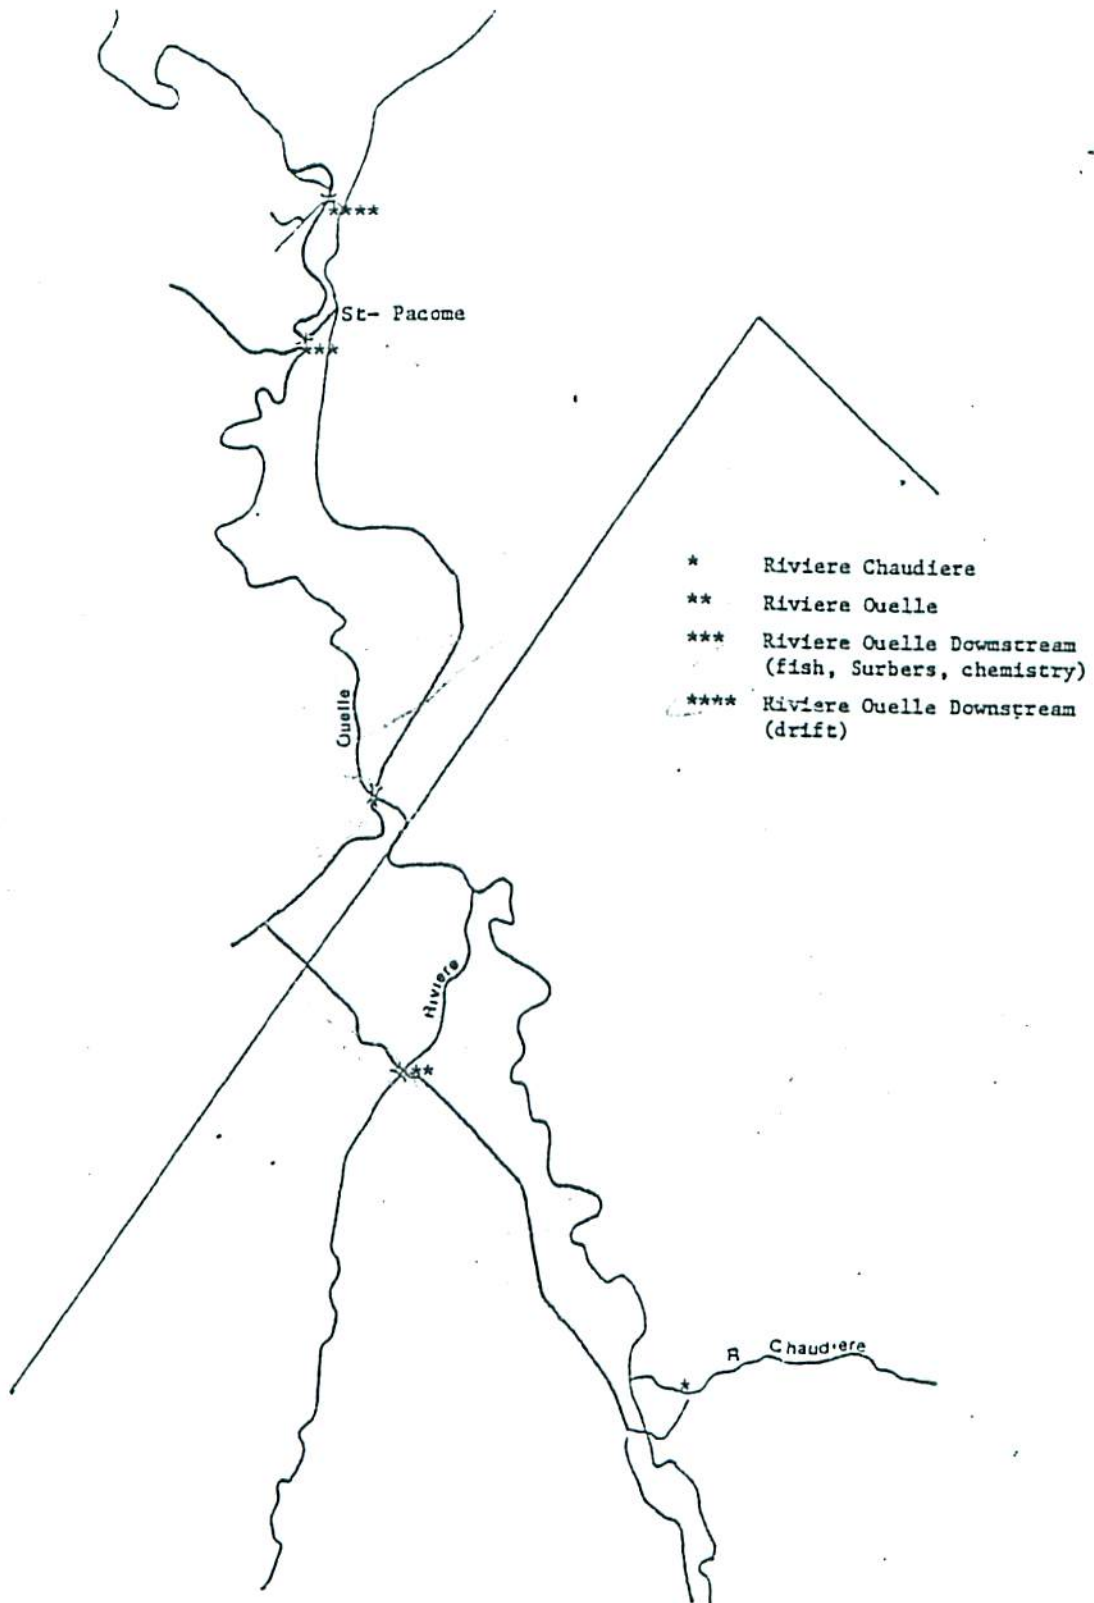 ****
St- Pacome
***
* Riviere Chaudiere
** Riviere Ouelle
*** Riviere Ouelle Downstream
(fish, Surbers, chemistry)
**** Riviere Ouelle Downstream
(drift)
Ouelle
Riviere
**
R Chaudiere
*